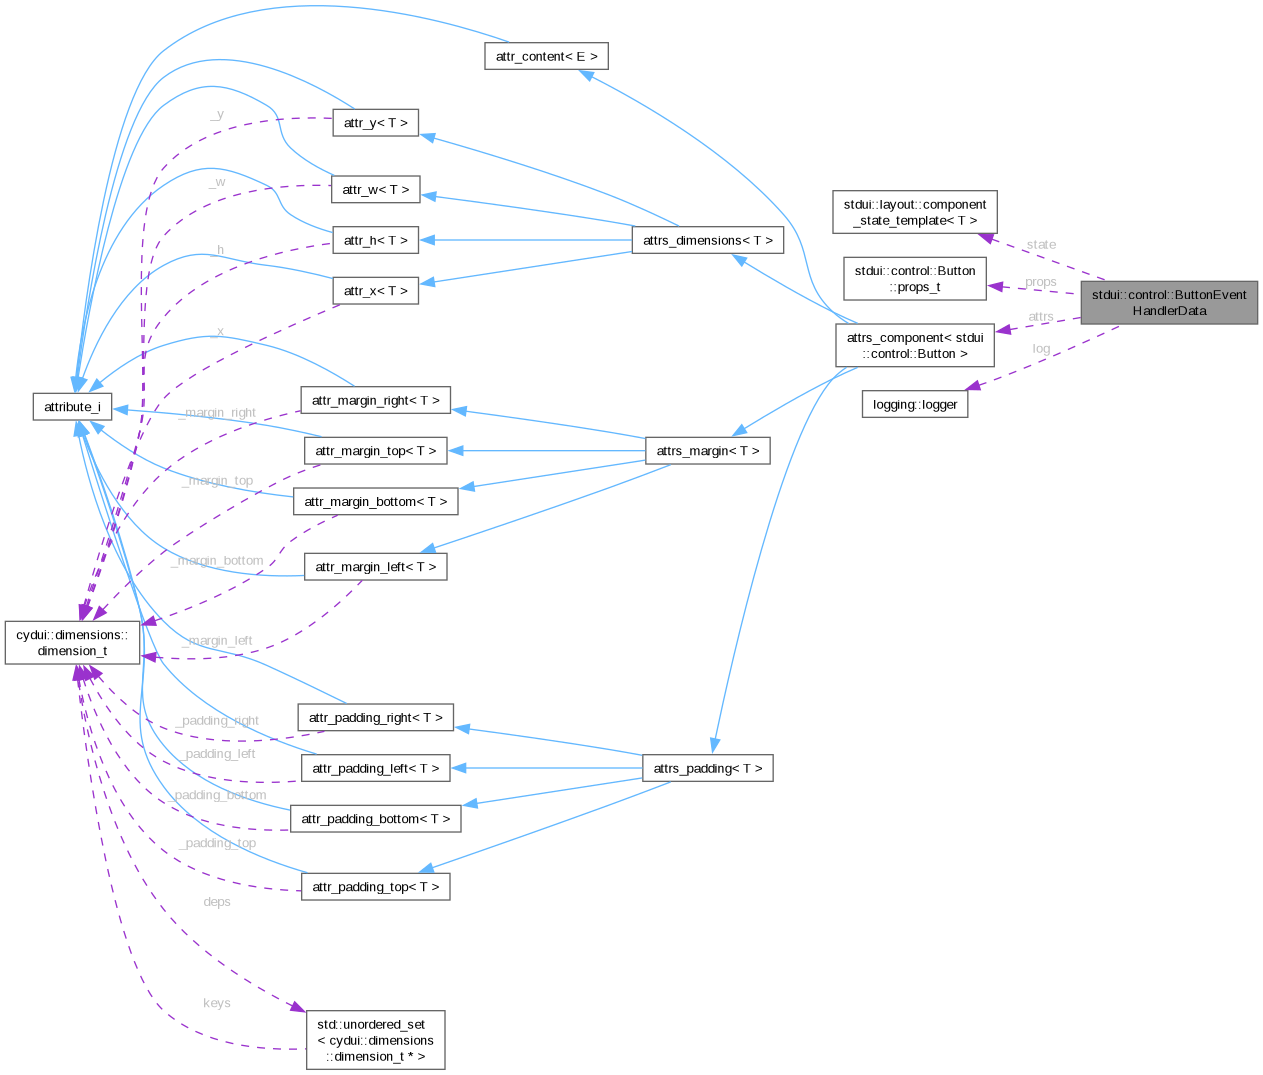 attr_content< E >
_y
attr_y< T >
_w
attr_w< T >
stdui::layout::component
_state_template< T >
attr_h< T >
attrs_dimensions< T >
state
_h
stdui::control::Button
::props_t
props
attr_x< T >
stdui::control::ButtonEvent
HandlerData
attrs
_x
attrs_component< stdui
::control::Button >
log
attribute_i
attr_margin_right< T >
logging::logger
_margin_right
attr_margin_top< T >
attrs_margin< T >
_margin_top
attr_margin_bottom< T >
_margin_bottom
attr_margin_left< T >
cydui::dimensions::
dimension_t
_margin_left
attr_padding_right< T >
_padding_right
_padding_left
attr_padding_left< T >
attrs_padding< T >
_padding_bottom
attr_padding_bottom< T >
_padding_top
attr_padding_top< T >
deps
keys
std::unordered_set
< cydui::dimensions
::dimension_t * >